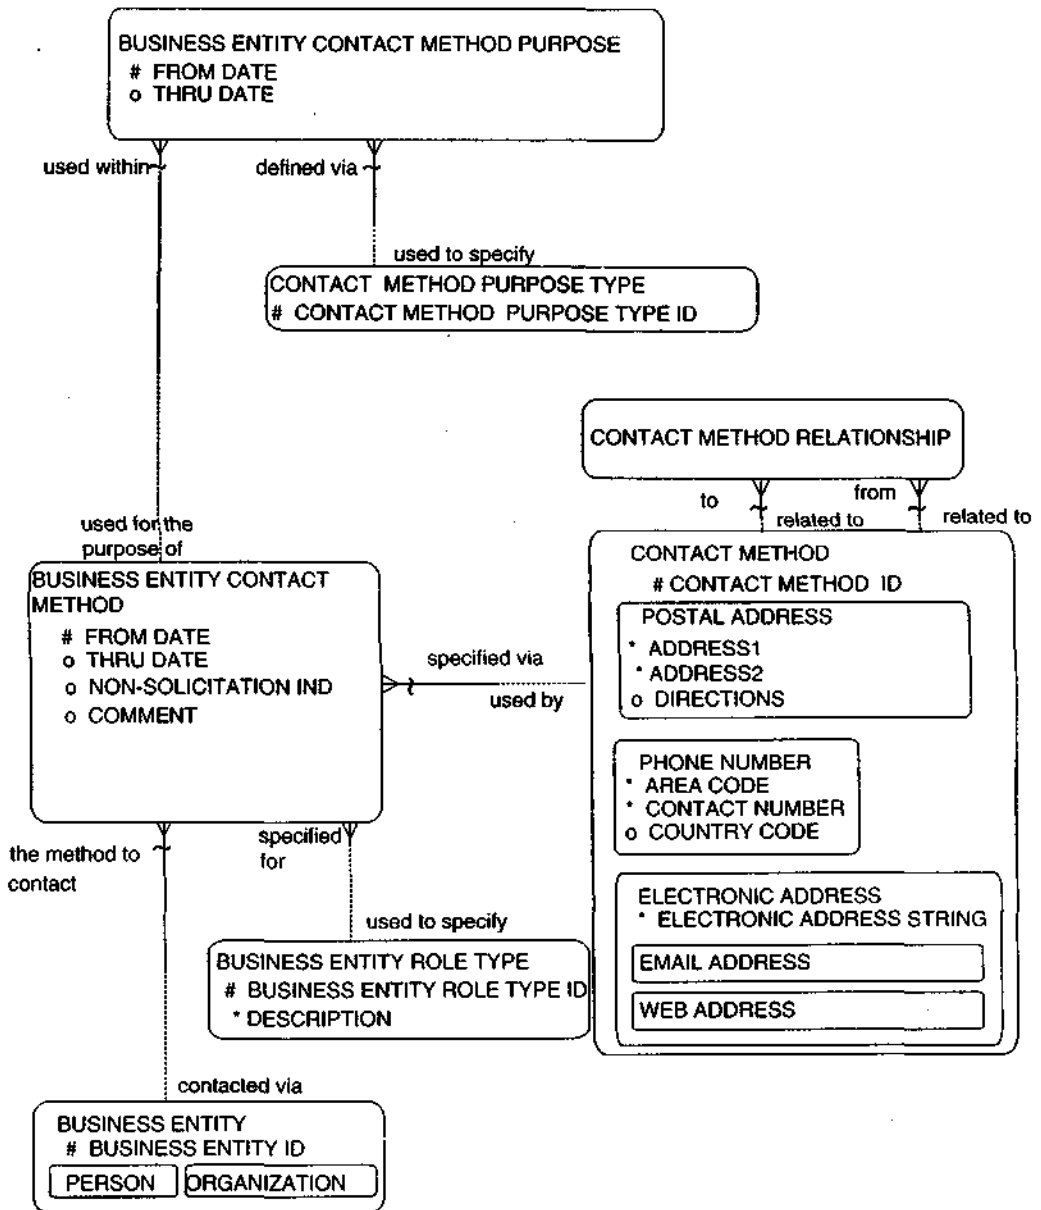 BUSINESS ENTITY CONTACT METHOD PURPOSE
# FROM DATE
o THRU DATE
used within
defined via
used to specify
CONTACT METHOD PURPOSE TYPE
# CONTACT METHOD PURPOSE TYPE ID
CONTACT METHOD RELATIONSHIP
to
from
related to
related to
used for the
purpose of
BUSINESS ENTITY CONTACT
METHOD
# FROM DATE
o THRU DATE
o NON-SOLICITATION IND
o COMMENT
specified via
used by
CONTACT METHOD
# CONTACT METHOD ID
POSTAL ADDRESS
* ADDRESS1
* ADDRESS2
o DIRECTIONS
PHONE NUMBER
* AREA CODE
* CONTACT NUMBER
o COUNTRY CODE
ELECTRONIC ADDRESS
* ELECTRONIC ADDRESS STRING
EMAIL ADDRESS
WEB ADDRESS
the method to
contact
specified
for
used to specify
BUSINESS ENTITY ROLE TYPE
# BUSINESS ENTITY ROLE TYPE ID
* DESCRIPTION
contacted via
BUSINESS ENTITY
# BUSINESS ENTITY ID
PERSON
ORGANIZATION